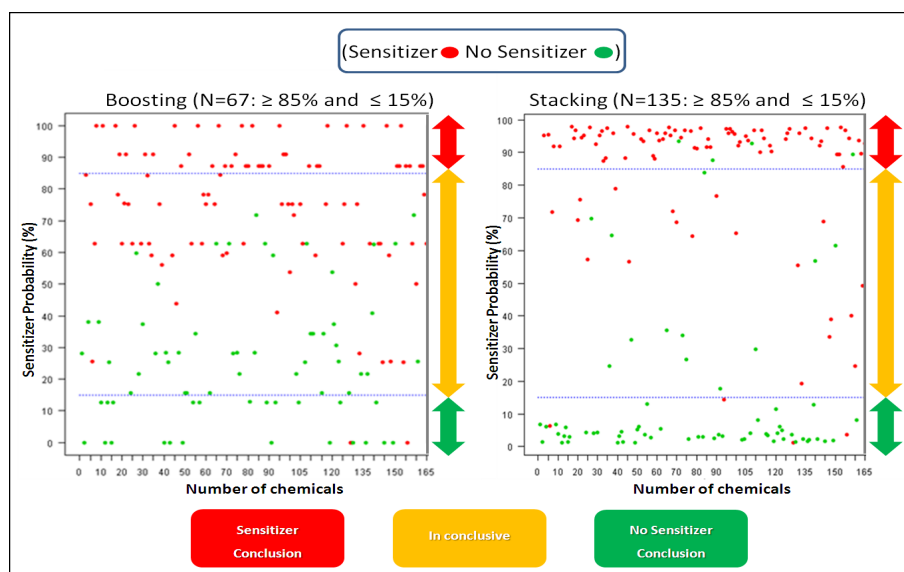 (Sensitizer No Sensitizer )
Boosting (N=67: ≥ 85% and ≤ 15%)
Sensitizer Probability (%)
100
90
80
70
60
50
40
30
20
10
0
0 10 20 30 40 50 60 70 80 90 105 120 135 150 165
Number of chemicals
Stacking (N=135: ≥ 85% and ≤ 15%)
Sensitizer Probability (%)
100
90
80
70
60
50
40
30
20
10
0
0 10 20 30 40 50 60 70 80 90 105 120 135 150 165
Number of chemicals
Sensitizer
Conclusion
In conclusive
No Sensitizer
Conclusion